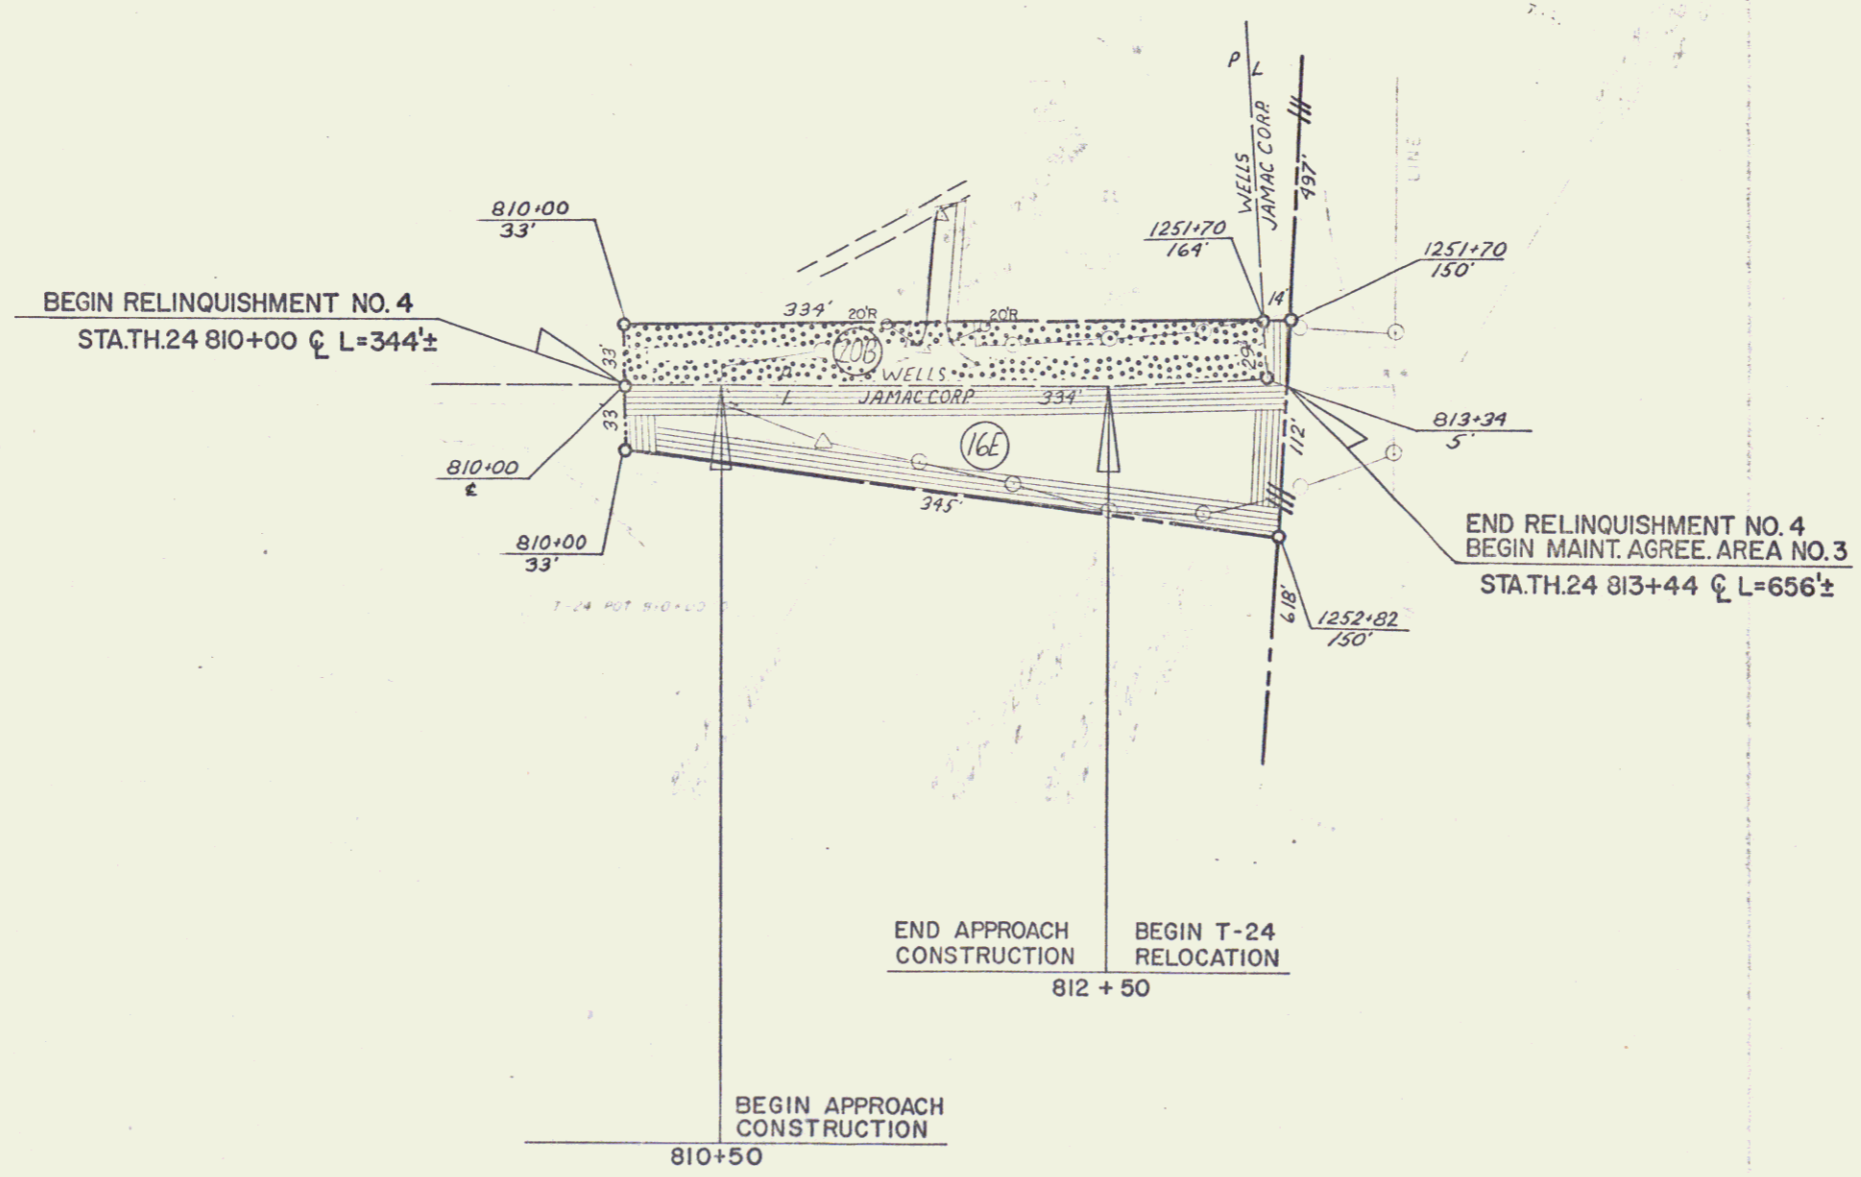 P L
WELLS
JAMAC CORP.
497'
LINE
810+00
33'
1251+70
164'
1251+70
150'
BEGIN RELINQUISHMENT NO. 4
STA.TH.24 810+00 ℄ L=344'±
334'
20'R
20'R
14'
33'
20B
29'
P
WELLS
L
JAMAC CORP.
334'
33'
16E
112'
813+34
5'
810+00
℄
345'
810+00
33'
END RELINQUISHMENT NO. 4
BEGIN MAINT. AGREE. AREA NO. 3
STA.TH.24 813+44 ℄ L=656'±
618'
1252+82
150'
END APPROACH
CONSTRUCTION
BEGIN T-24
RELOCATION
812 + 50
BEGIN APPROACH
CONSTRUCTION
810+50